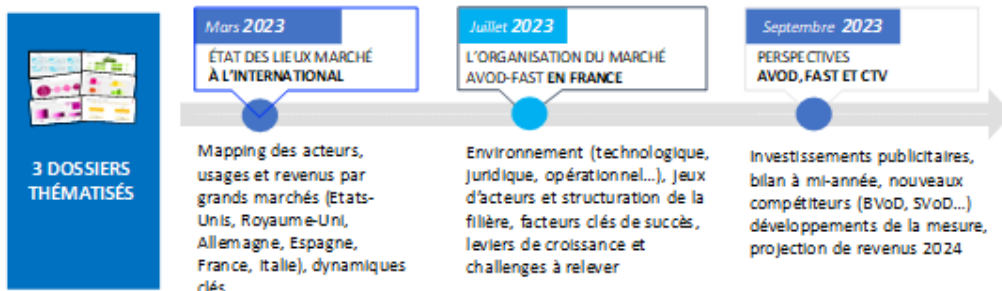 3 DOSSIERS
THÉMATISÉS
Mars 2023
ÉTAT DES LIEUX MARCHÉ
À L'INTERNATIONAL
Mapping des acteurs,
usages et revenus par
grands marchés (Etats-
Unis, Royaume-Uni,
Allemagne, Espagne,
France, Italie), dynamiques
clés
Juillet 2023
L'ORGANISATION DU MARCHÉ
AVOD-FAST EN FRANCE
Environnement (technologique,
juridique, opérationnel...), jeux
d'acteurs et structuration de la
filière, facteurs clés de succès,
leviers de croissance et
challenges à relever
Septembre 2023
PERSPECTIVES
AVOD, FAST ET CTV
Investissements publicitaires,
bilan à mi-année, nouveaux
compétiteurs (BVoD, SVoD...)
développements de la mesure,
projection de revenus 2024